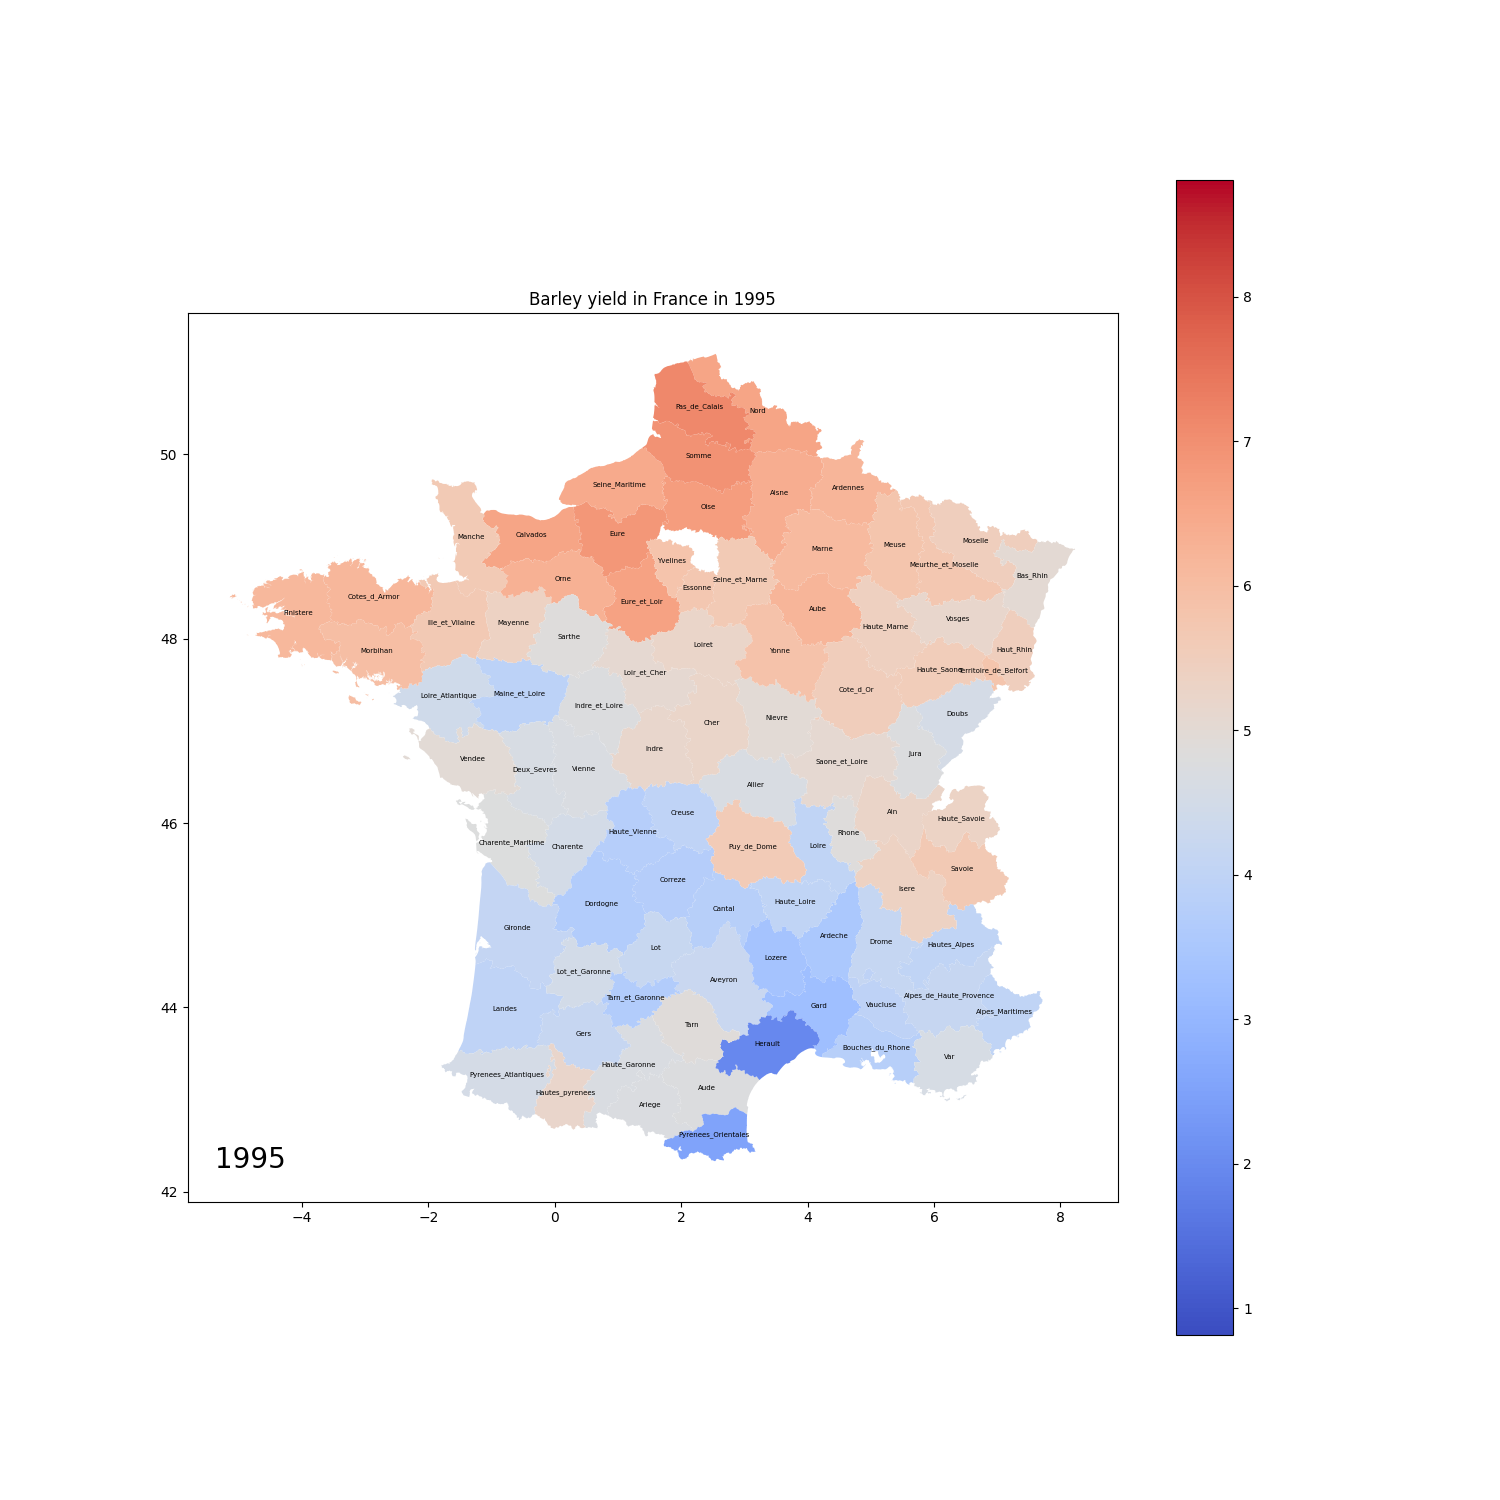 Barley yield in France in 1995
8
7
6
5
4
3
2
1
50
48
46
44
42
−4
−2
0
2
4
6
8
1995
Pas_de_Calais
Nord
Somme
Seine_Maritime
Oise
Aisne
Ardennes
Manche
Calvados
Eure
Yvelines
Essonne
Seine_et_Marne
Marne
Meuse
Moselle
Meurthe_et_Moselle
Bas_Rhin
Orne
Eure_et_Loir
Finistere
Cotes_d_Armor
Ille_et_Vilaine
Mayenne
Sarthe
Morbihan
Aube
Haute_Marne
Vosges
Haut_Rhin
Loiret
Yonne
Haute_Saone
Territoire_de_Belfort
Loir_et_Cher
Loire_Atlantique
Maine_et_Loire
Indre_et_Loire
Cote_d_Or
Doubs
Cher
Nievre
Indre
Vendee
Deux_Sevres
Vienne
Saone_et_Loire
Jura
Allier
Creuse
Haute_Vienne
Ain
Haute_Savoie
Charente_Maritime
Charente
Puy_de_Dome
Loire
Rhone
Savoie
Isere
Correze
Dordogne
Cantal
Haute_Loire
Gironde
Ardeche
Drome
Hautes_Alpes
Lot
Lozere
Lot_et_Garonne
Aveyron
Tarn_et_Garonne
Landes
Gard
Vaucluse
Alpes_de_Haute_Provence
Alpes_Maritimes
Tarn
Gers
Herault
Bouches_du_Rhone
Var
Haute_Garonne
Pyrenees_Atlantiques
Hautes_pyrenees
Aude
Ariege
Pyrenees_Orientales